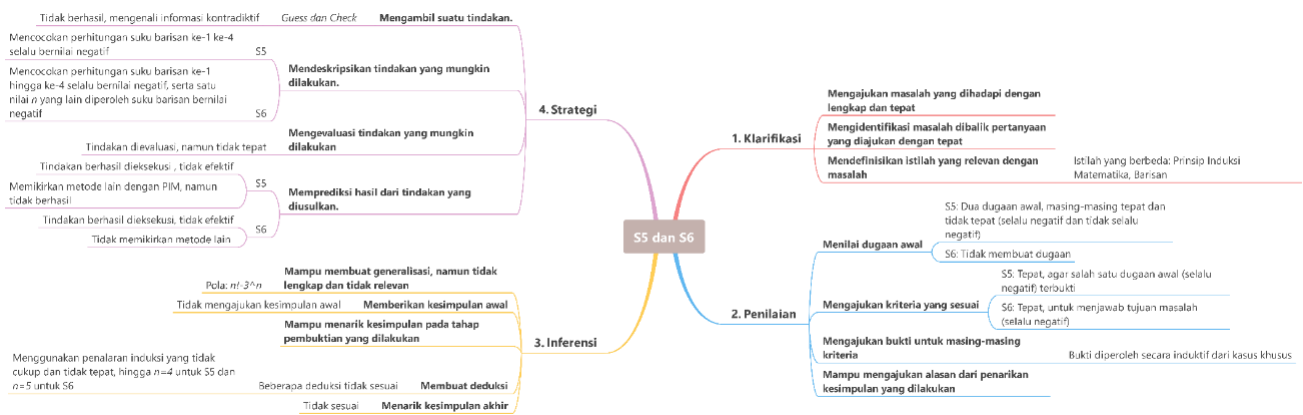 S5 dan S6
1. Klarifikasi
Mengajukan masalah yang dihadapi dengan
lengkap dan tepat
Mengidentifikasi masalah dibalik pertanyaan
yang diajukan dengan tepat
Mendefinisikan istilah yang relevan dengan
masalah
Istilah yang berbeda: Prinsip Induksi
Matematika, Barisan
2. Penilaian
Menilai dugaan awal
S5: Dua dugaan awal, masing-masing tepat dan
tidak tepat (selalu negatif dan tidak selalu
negatif)
S6: Tidak membuat dugaan
Mengajukan kriteria yang sesuai
S5: Tepat, agar salah satu dugaan awal (selalu
negatif) terbukti
S6: Tepat, untuk menjawab tujuan masalah
(selalu negatif)
Mengajukan bukti untuk masing-masing
kriteria
Bukti diperoleh secara induktif dari kasus khusus
Mampu mengajukan alasan dari penarikan
kesimpulan yang dilakukan
3. Inferensi
Mampu membuat generalisasi, namun tidak
lengkap dan tidak relevan
Pola: n!-3^n
Memberikan kesimpulan awal
Tidak mengajukan kesimpulan awal
Mampu menarik kesimpulan pada tahap
pembuktian yang dilakukan
Membuat deduksi
Beberapa deduksi tidak sesuai
Menggunakan penalaran induksi yang tidak
cukup dan tidak tepat, hingga n=4 untuk S5 dan
n=5 untuk S6
Menarik kesimpulan akhir
Tidak sesuai
4. Strategi
Mengambil suatu tindakan.
Guess dan Check
Tidak berhasil, mengenali informasi kontradiktif
Mendeskripsikan tindakan yang mungkin
dilakukan.
S5
Mencocokan perhitungan suku barisan ke-1 ke-4
selalu bernilai negatif
S6
Mencocokan perhitungan suku barisan ke-1
hingga ke-4 selalu bernilai negatif, serta satu
nilai n yang lain diperoleh suku barisan bernilai
negatif
Mengevaluasi tindakan yang mungkin
dilakukan
Tindakan dievaluasi, namun tidak tepat
Memprediksi hasil dari tindakan yang
diusulkan.
S5
Tindakan berhasil dieksekusi , tidak efektif
Memikirkan metode lain dengan PIM, namun
tidak berhasil
S6
Tindakan berhasil dieksekusi, tidak efektif
Tidak memikirkan metode lain